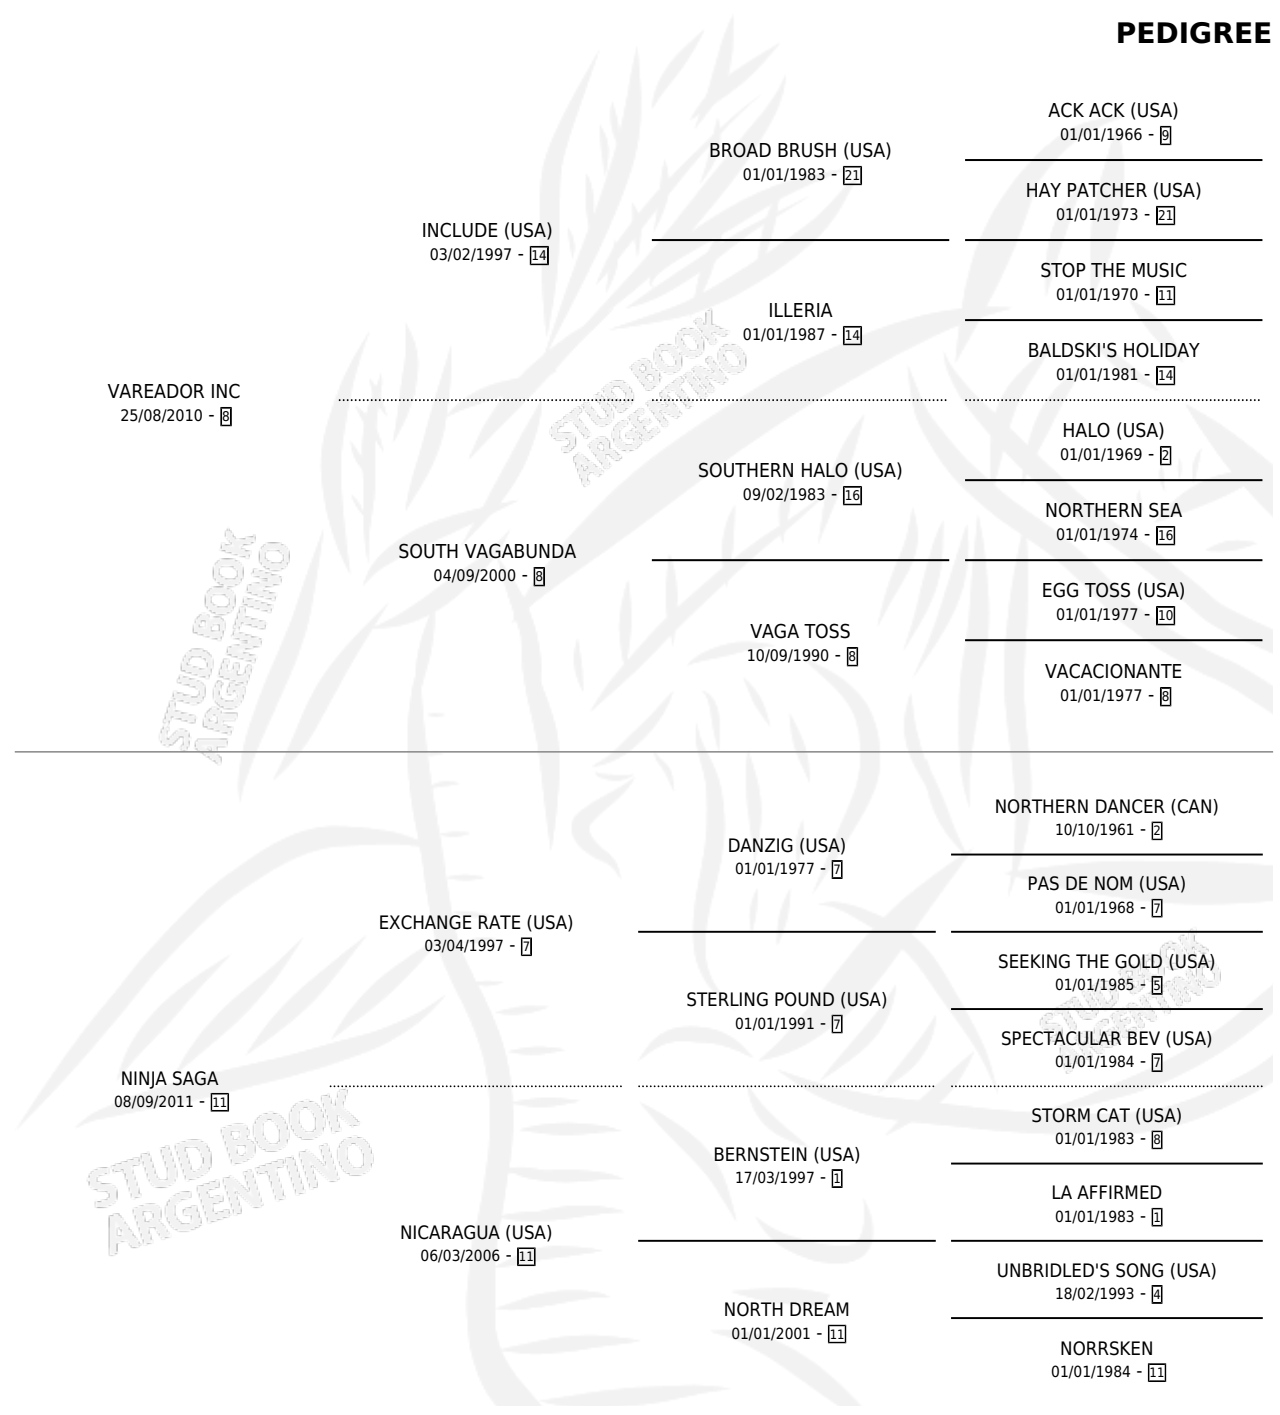 PEDIGREE
ACK ACK (USA)
01/01/1966 - 9
BROAD BRUSH (USA)
01/01/1983 - 21
HAY PATCHER (USA)
01/01/1973 - 21
INCLUDE (USA)
03/02/1997 - 14
STOP THE MUSIC
01/01/1970 - 11
ILLERIA
01/01/1987 - 14
BALDSKI'S HOLIDAY
01/01/1981 - 14
VAREADOR INC
25/08/2010 - 8
HALO (USA)
01/01/1969 - 2
SOUTHERN HALO (USA)
09/02/1983 - 16
NORTHERN SEA
01/01/1974 - 16
SOUTH VAGABUNDA
04/09/2000 - 8
EGG TOSS (USA)
01/01/1977 - 10
VAGA TOSS
10/09/1990 - 8
VACACIONANTE
01/01/1977 - 8
STUD BOOK
ARGENTINO
STUD BOOK
ARGENTINO
NORTHERN DANCER (CAN)
10/10/1961 - 2
DANZIG (USA)
01/01/1977 - 7
PAS DE NOM (USA)
01/01/1968 - 7
EXCHANGE RATE (USA)
03/04/1997 - 7
SEEKING THE GOLD (USA)
01/01/1985 - 5
STERLING POUND (USA)
01/01/1991 - 7
SPECTACULAR BEV (USA)
01/01/1984 - 7
STUD BOOK
ARGENTINO
NINJA SAGA
08/09/2011 - 11
STORM CAT (USA)
01/01/1983 - 8
BERNSTEIN (USA)
17/03/1997 - 1
LA AFFIRMED
01/01/1983 - 1
NICARAGUA (USA)
06/03/2006 - 11
UNBRIDLED'S SONG (USA)
18/02/1993 - 4
NORTH DREAM
01/01/2001 - 11
NORRSKEN
01/01/1984 - 11
STUD BOOK
ARGENTINO